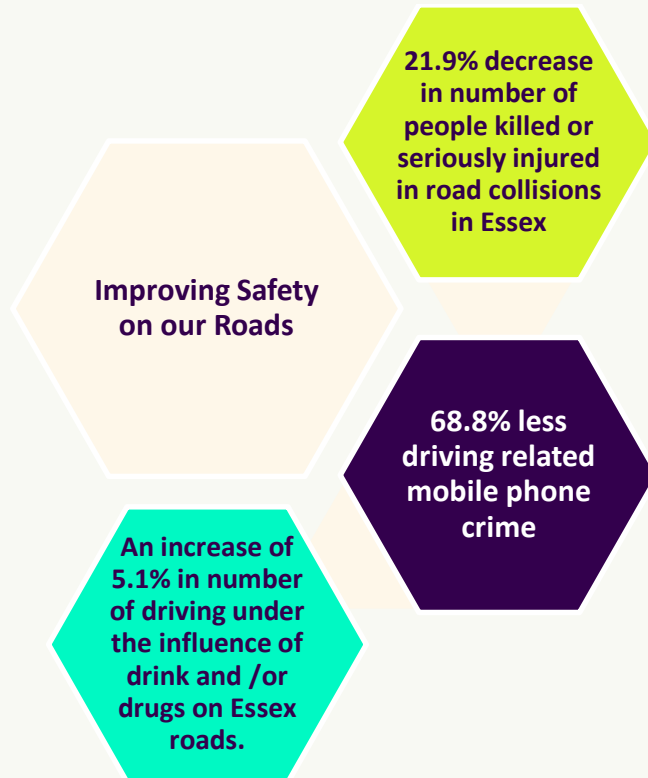 21.9% decrease
in number of
people killed or
seriously injured
in road collisions
in Essex
Improving Safety
on our Roads
68.8% less
driving related
mobile phone
crime
An increase of
5.1% in number
of driving under
the influence of
drink and /or
drugs on Essex
roads.